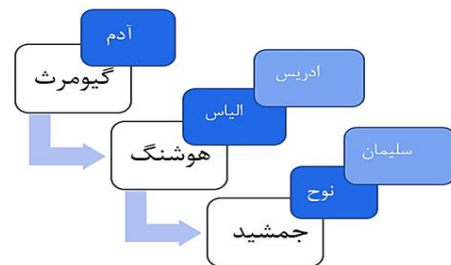 آدم
گیومرث
ادریس
الیاس
هوشنگ
سلیمان
نوح
جمشید